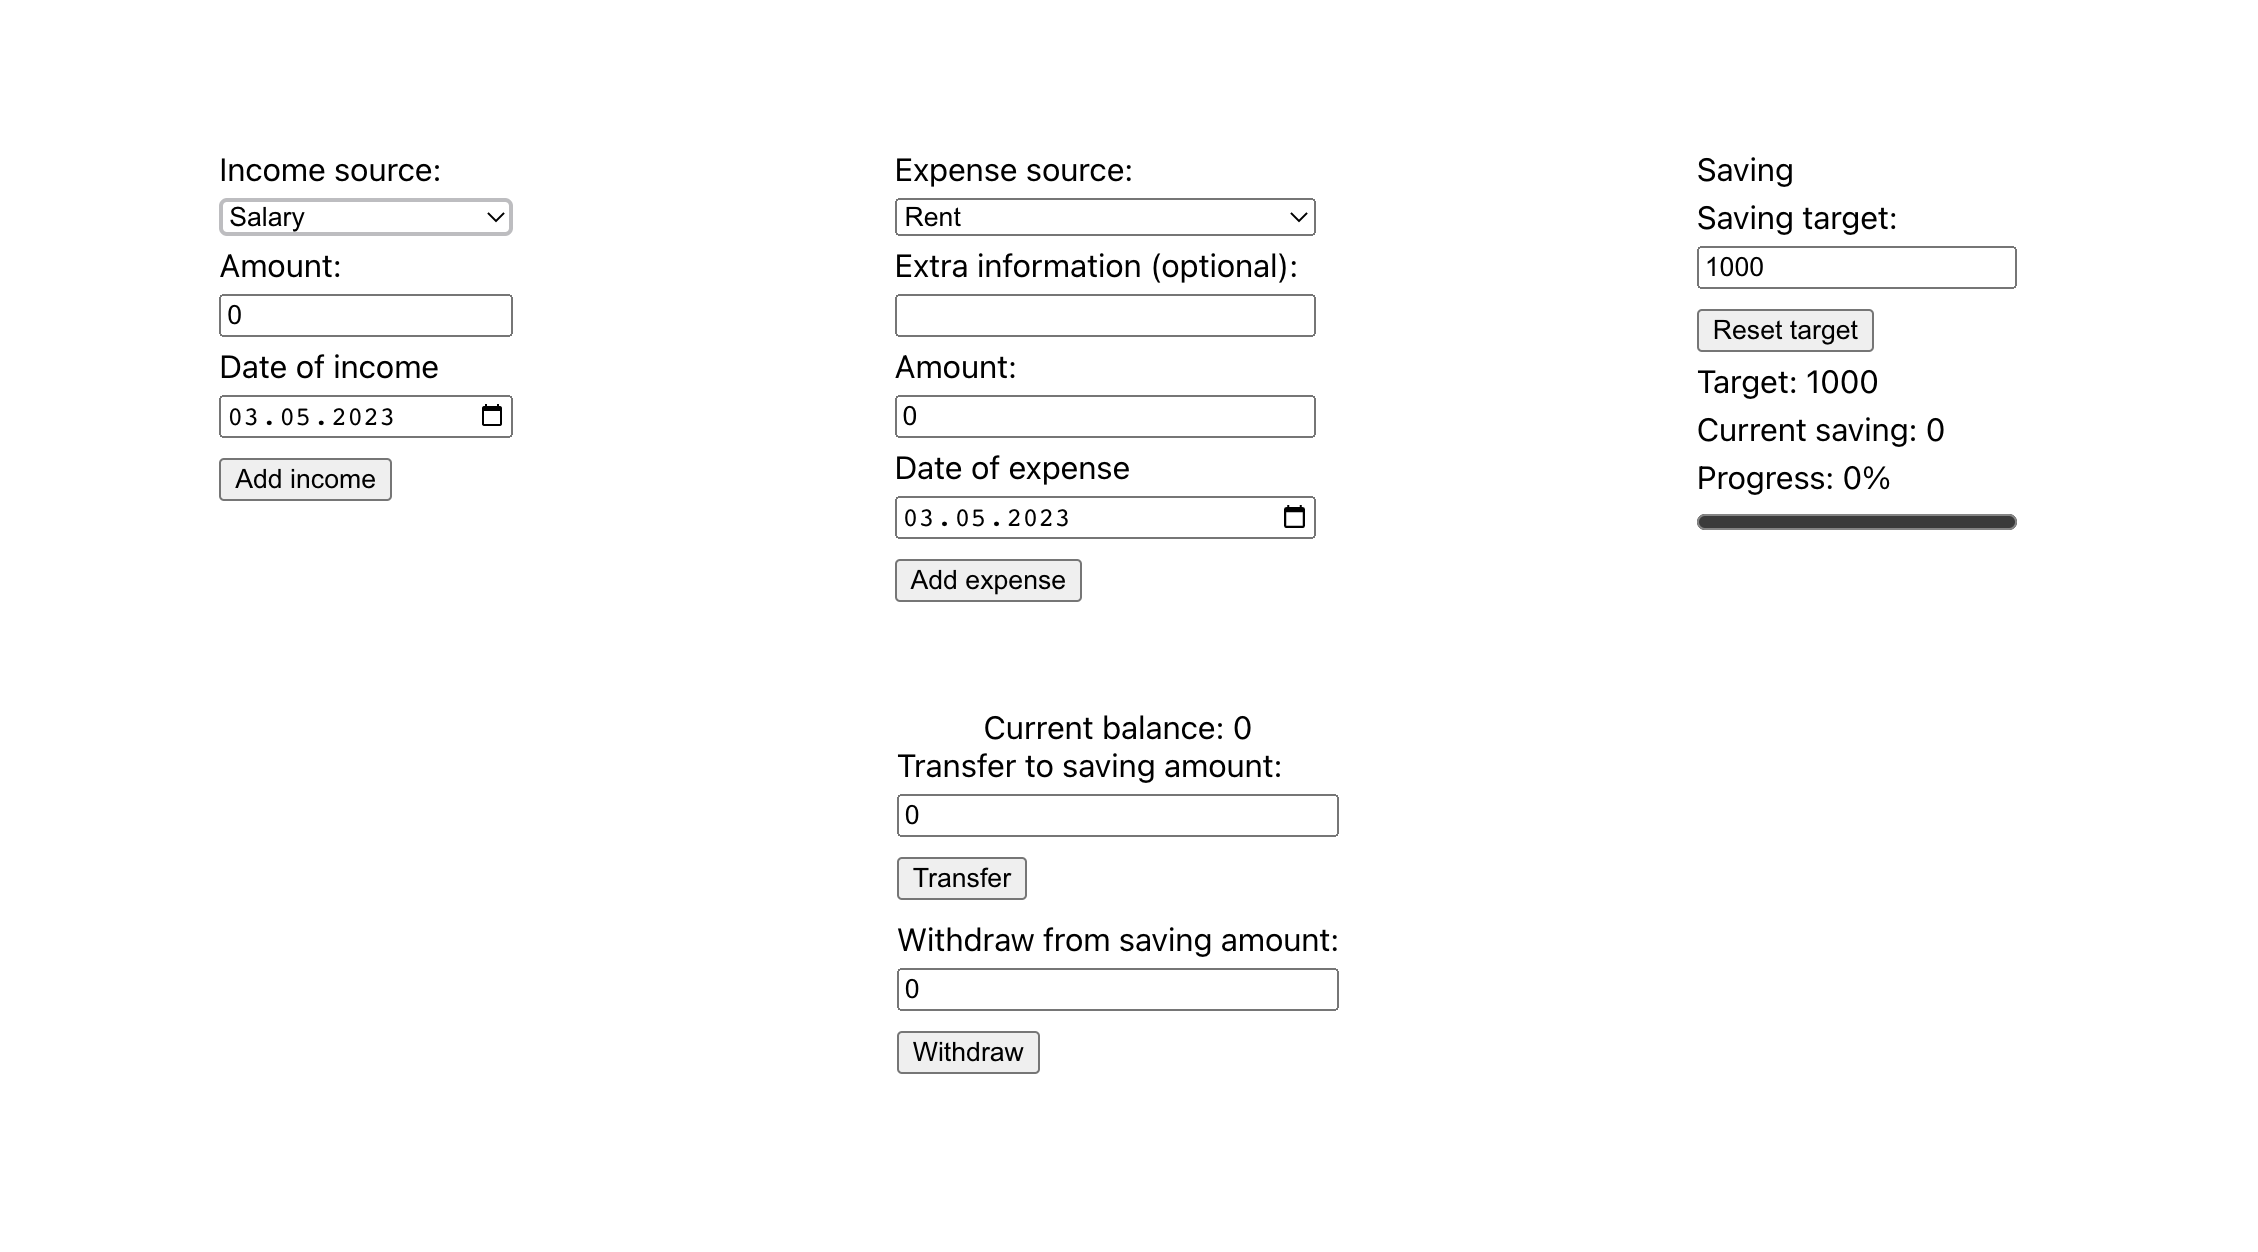 Income source:
Salary
Amount:
0
Date of income
03.05.2023
Add income
Expense source:
Rent
Extra information (optional):
Amount:
0
Date of expense
03.05.2023
Add expense
Saving
Saving target:
1000
Reset target
Target: 1000
Current saving: 0
Progress: 0%
Current balance: 0
Transfer to saving amount:
0
Transfer
Withdraw from saving amount:
0
Withdraw